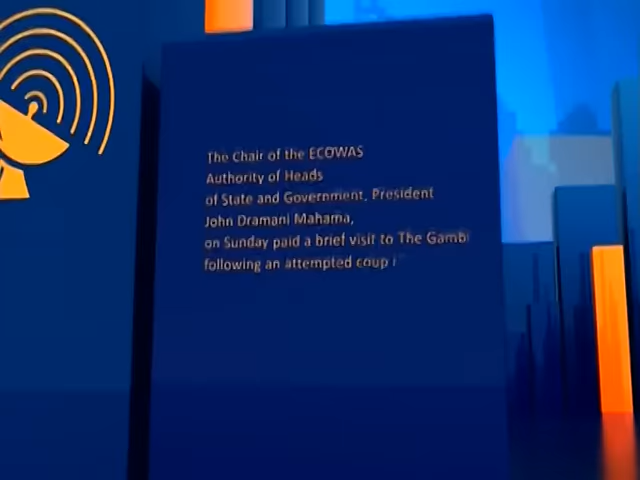 The Chair of the ECOWAS
Authority of Heads
of State and Government, President
John Dramani Mahama,
on Sunday paid a brief visit to The Gambi
following an attempted coup i